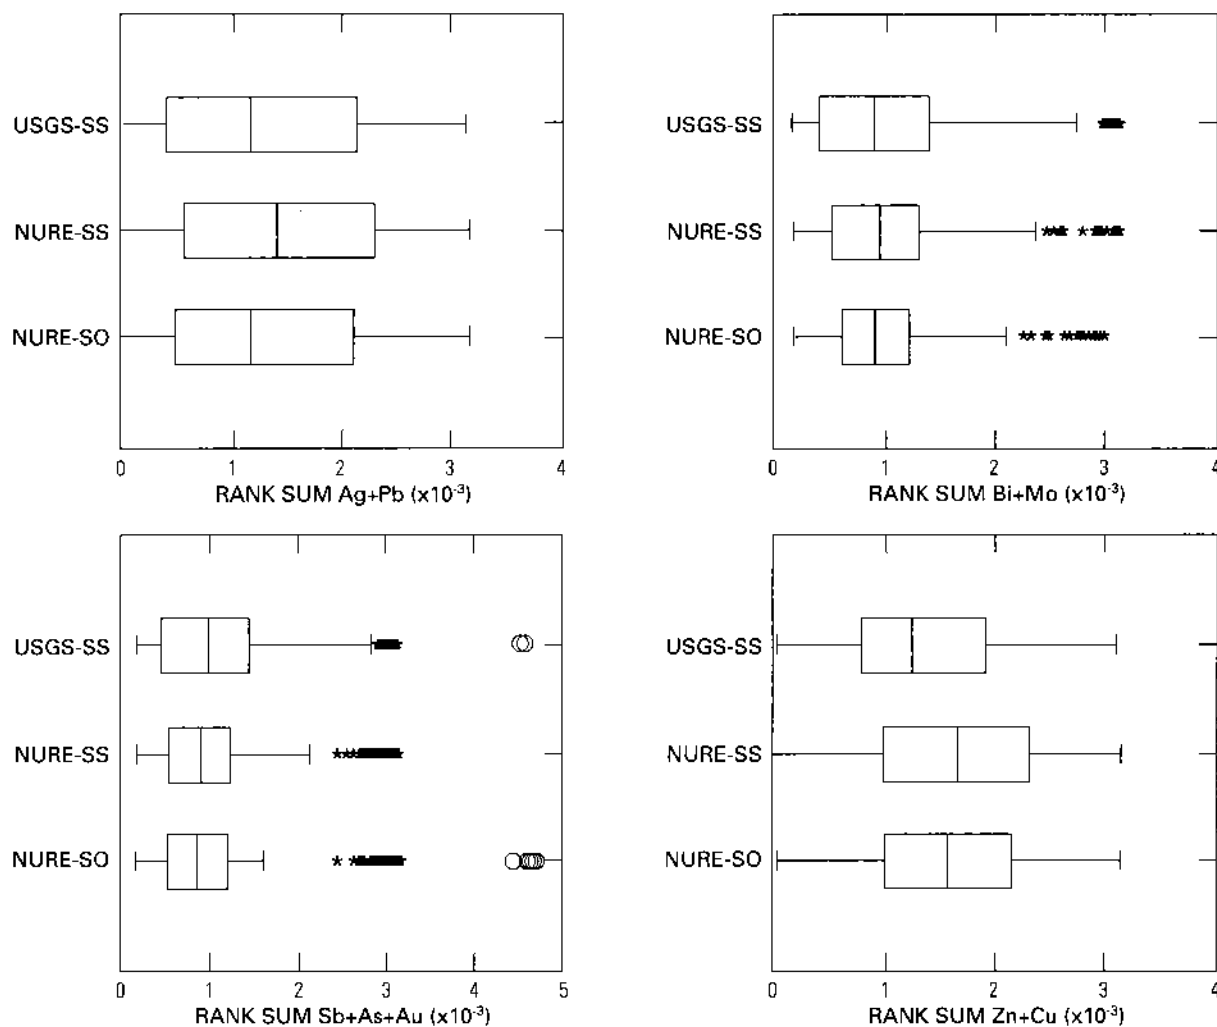 USGS-SS
NURE-SS
NURE-SO
0 1 2 3 4
RANK SUM Ag+Pb (x10⁻³)
USGS-SS
NURE-SS
NURE-SO
0 1 2 3 4
RANK SUM Bi+Mo (x10⁻³)
USGS-SS
NURE-SS
NURE-SO
0 1 2 3 4 5
RANK SUM Sb+As+Au (x10⁻³)
USGS-SS
NURE-SS
NURE-SO
0 1 2 3 4
RANK SUM Zn+Cu (x10⁻³)